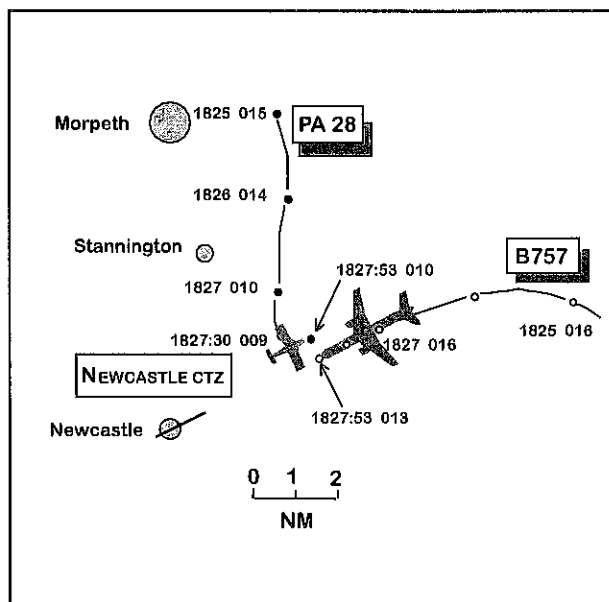 1825 015
Morpeth
PA 28
1826 014
Stannington
B757
1827:53 010
1827 010
1825 016
1827:30 009
1827 016
NEWCASTLE CTZ
1827:53 013
Newcastle
0 1 2
NM